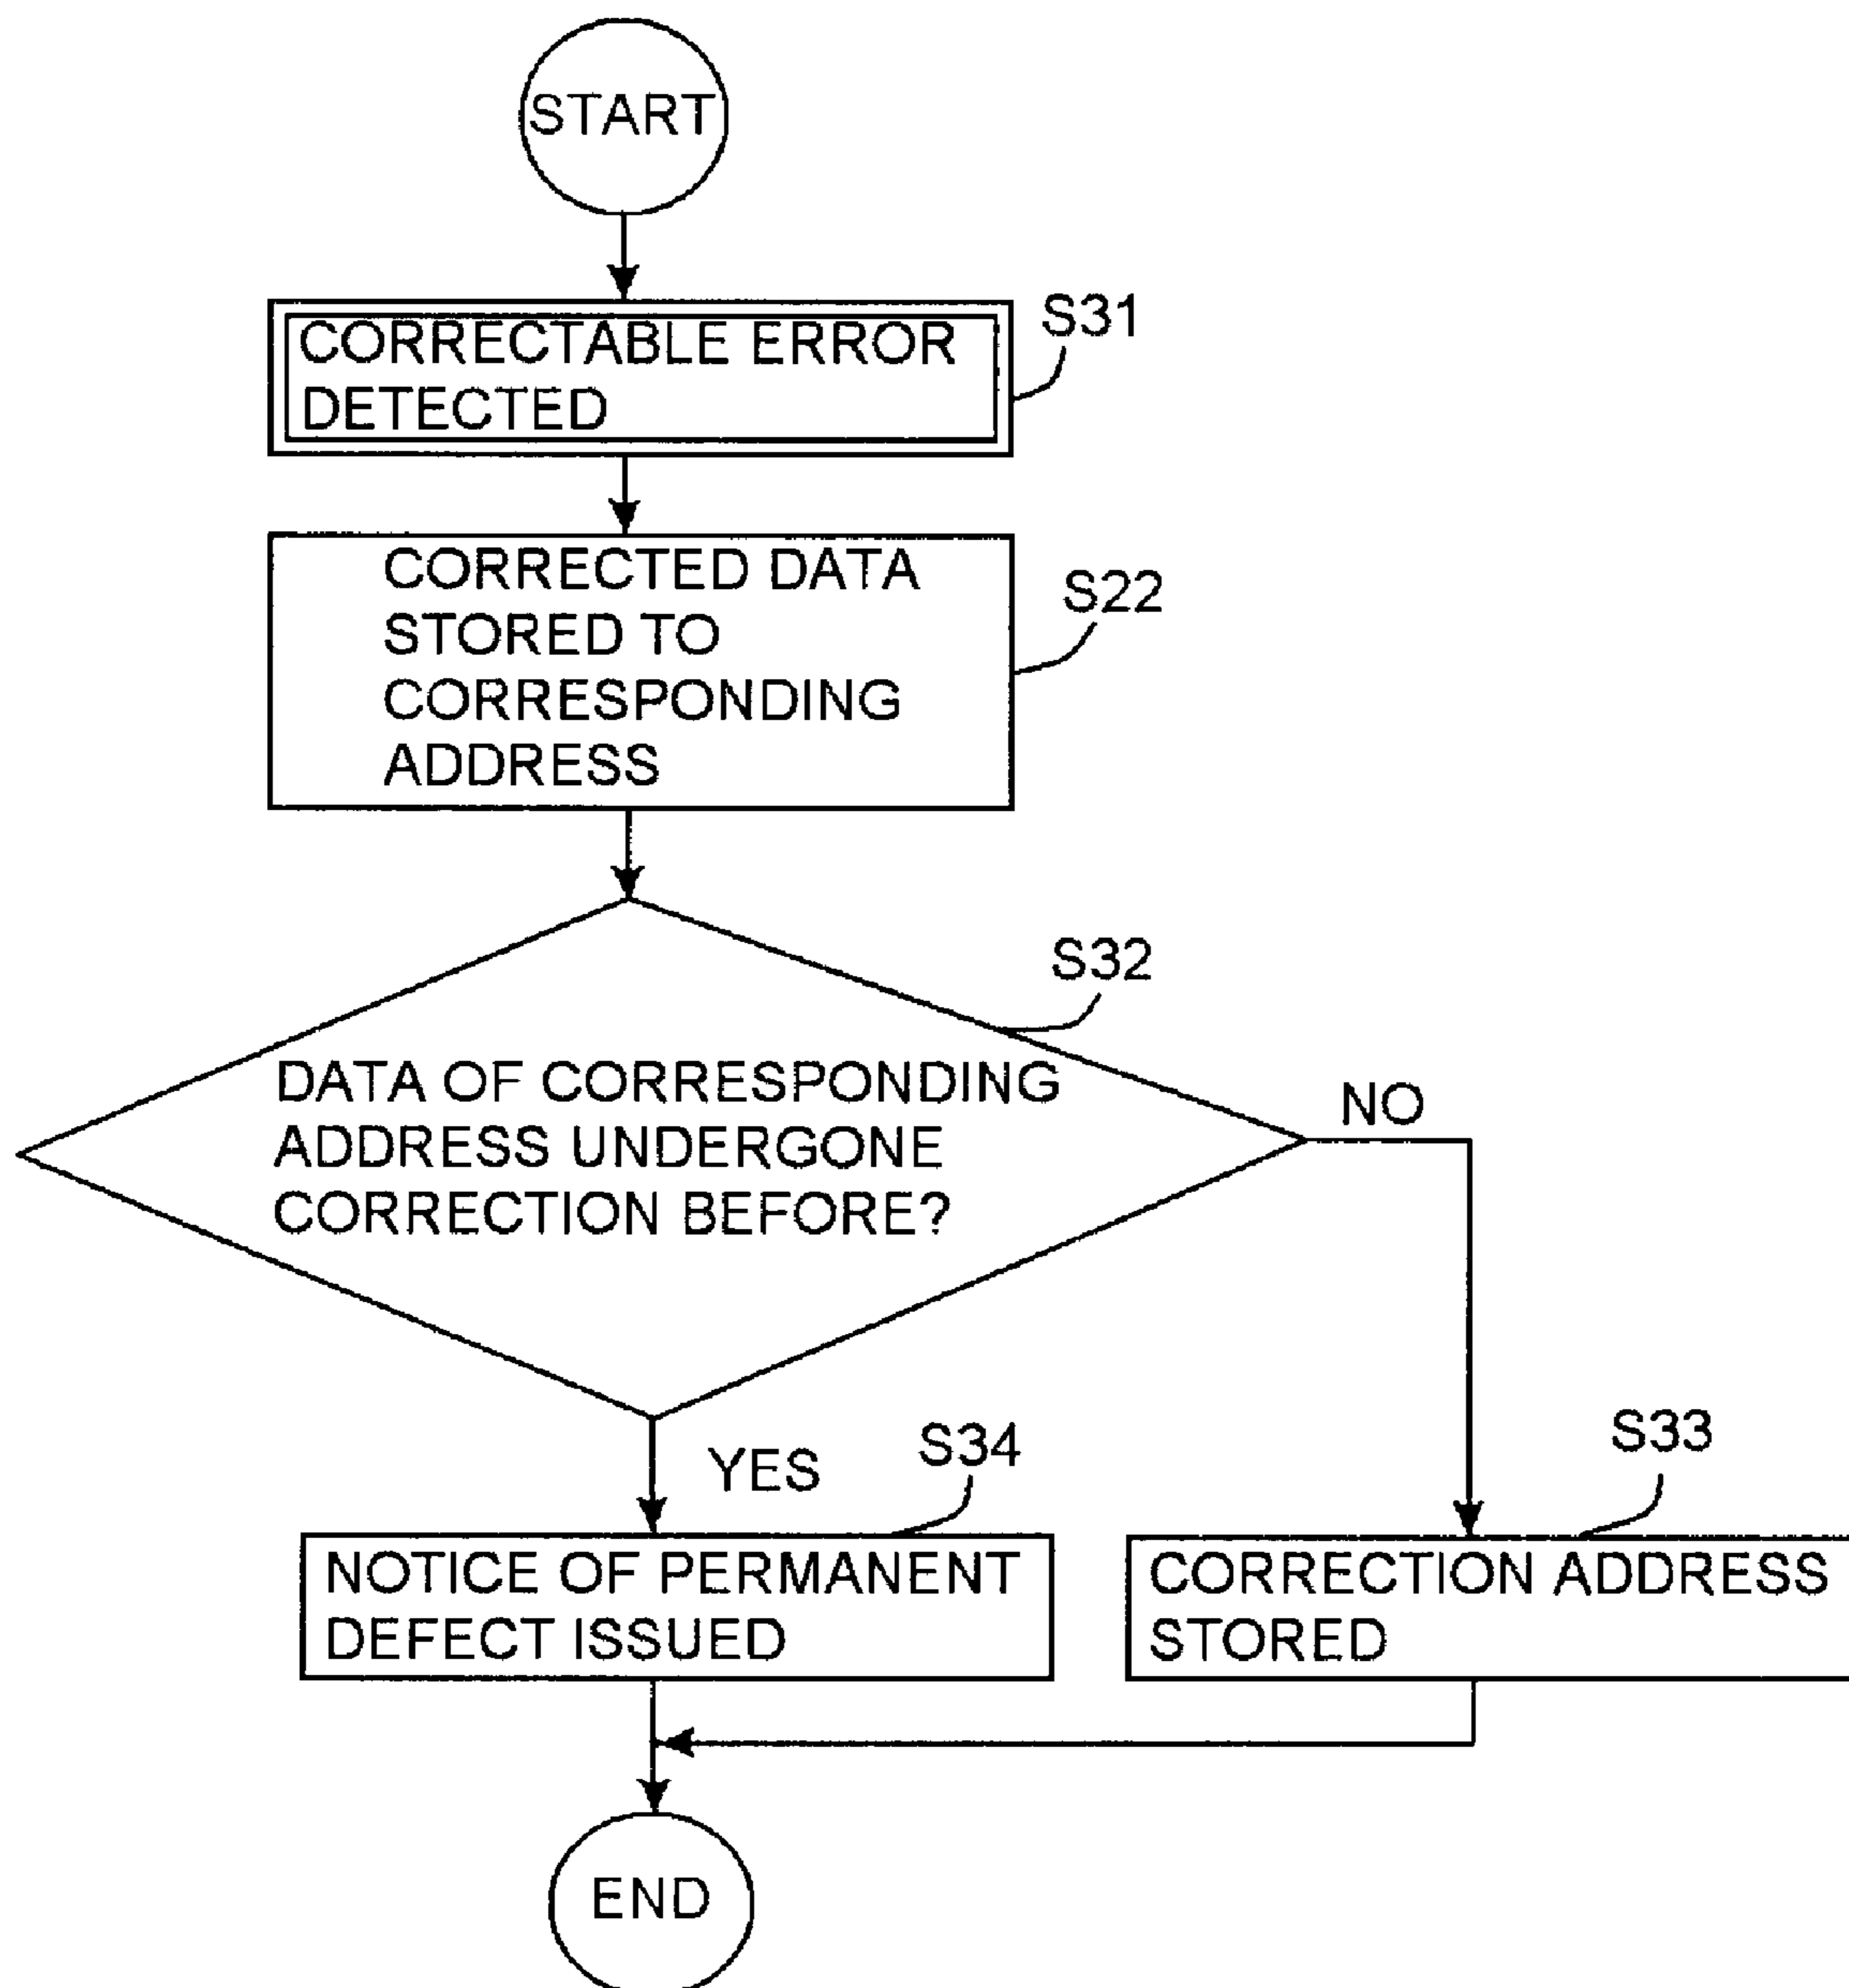 START
CORRECTABLE ERROR
DETECTED
S31
CORRECTED DATA
STORED TO
CORRESPONDING
ADDRESS
S22
S32
DATA OF CORRESPONDING
ADDRESS UNDERGONE
CORRECTION BEFORE?
NO
YES
S34
S33
NOTICE OF PERMANENT
DEFECT ISSUED
CORRECTION ADDRESS
STORED
END